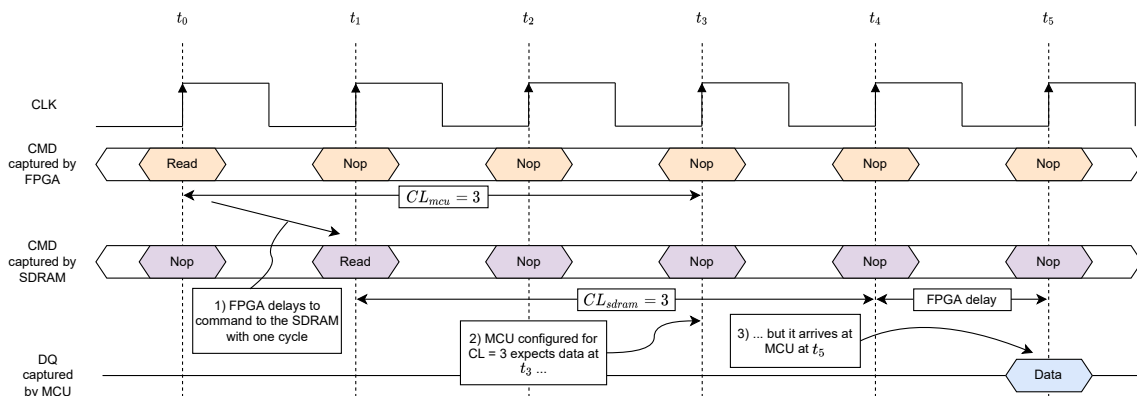 t0 t1 t2 t3 t4 t5
CLK
CMD
captured by
FPGA
Read Nop Nop Nop Nop Nop
CLmcu = 3
CMD
captured by
SDRAM
Nop Read Nop Nop Nop Nop
CLsdram = 3 FPGA delay
1) FPGA delays to
command to the SDRAM
with one cycle
2) MCU configured for
CL = 3 expects data at
t3 ...
3) ... but it arrives at
MCU at t5
DQ
captured
by MCU
Data